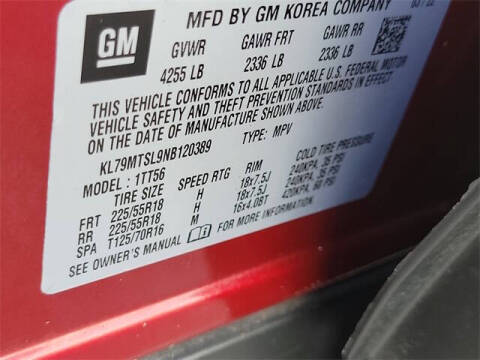 MFD BY GM KOREA COMPANY
GM
GVWR GAWR FRT GAWR RR
4255 LB 2336 LB 2336 LB
THIS VEHICLE CONFORMS TO ALL APPLICABLE U.S. FEDERAL MOTOR
VEHICLE SAFETY AND THEFT PREVENTION STANDARDS IN EFFECT
ON THE DATE OF MANUFACTURE SHOWN ABOVE.
KL79MTSL9NB120389 TYPE: MPV
MODEL: 1TT56
TIRE SIZE SPEED RTG RIM
FRT 225/55R18 H 18x7.5J 240KPA, 35 PSI
RR 225/55R18 H 18x7.5J 240KPA, 35 PSI
SPA T125/70R16 M 16x4.0BT 420KPA, 60 PSI
SEE OWNER'S MANUAL FOR MORE INFORMATION.